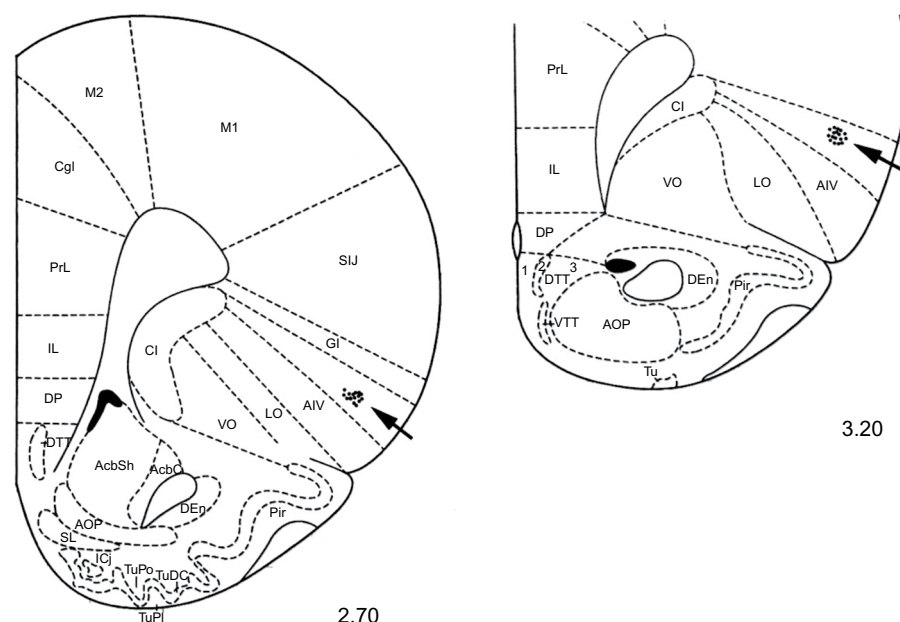 M2
M1
Cgl
PrL
SIJ
IL
CI
GI
DP
AIV
LO
VO
DTT
AcbSh
AcbC
DEn
Pir
AOP
SL
ICj
TuPo
TuDC
TuPl
2.70
PrL
CI
IL
VO
LO
AIV
DP
1
2
3
DTT
DEn
Pir
VTT
AOP
Tu
3.20